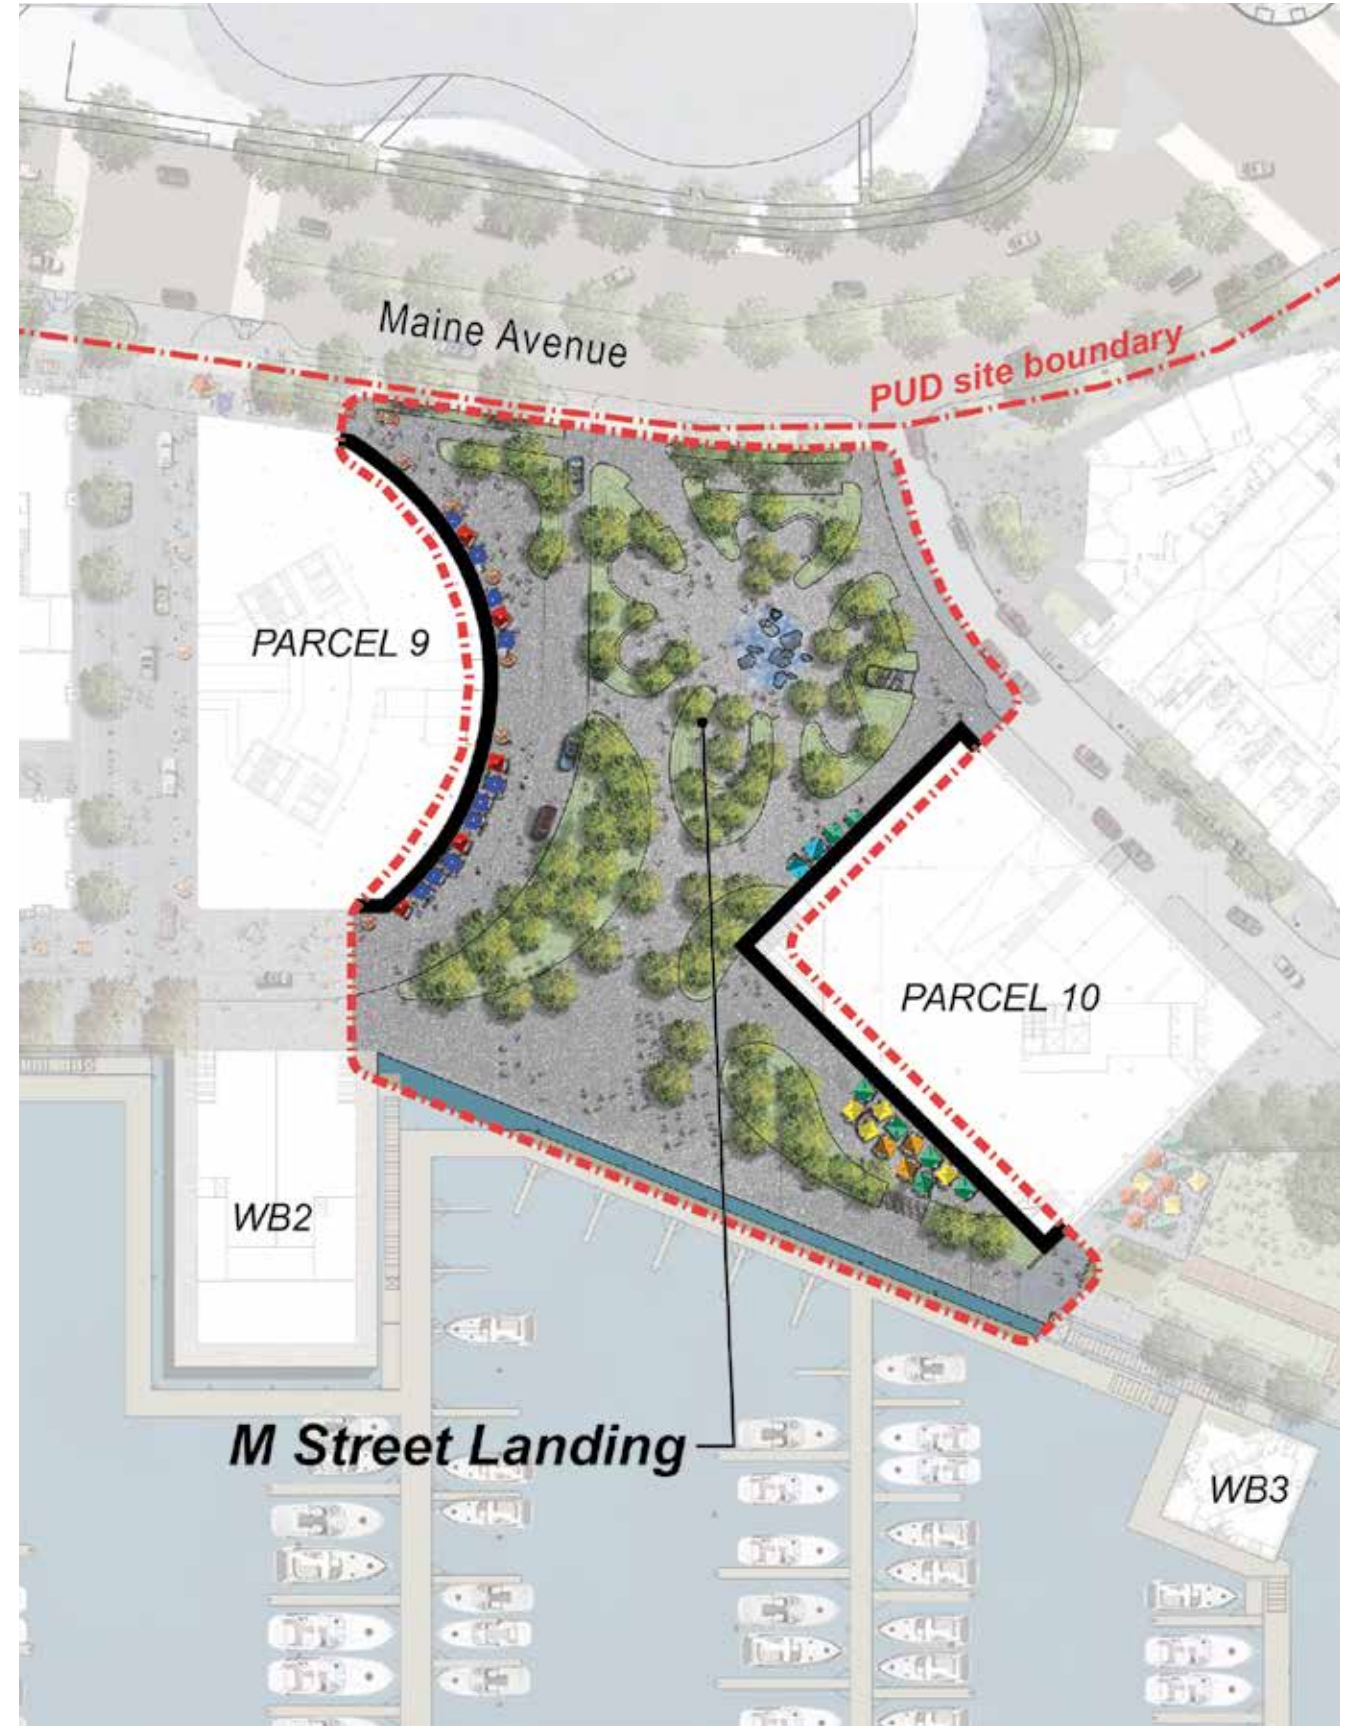 Maine Avenue
PUD site boundary
PARCEL 9
PARCEL 10
WB2
M Street Landing
WB3